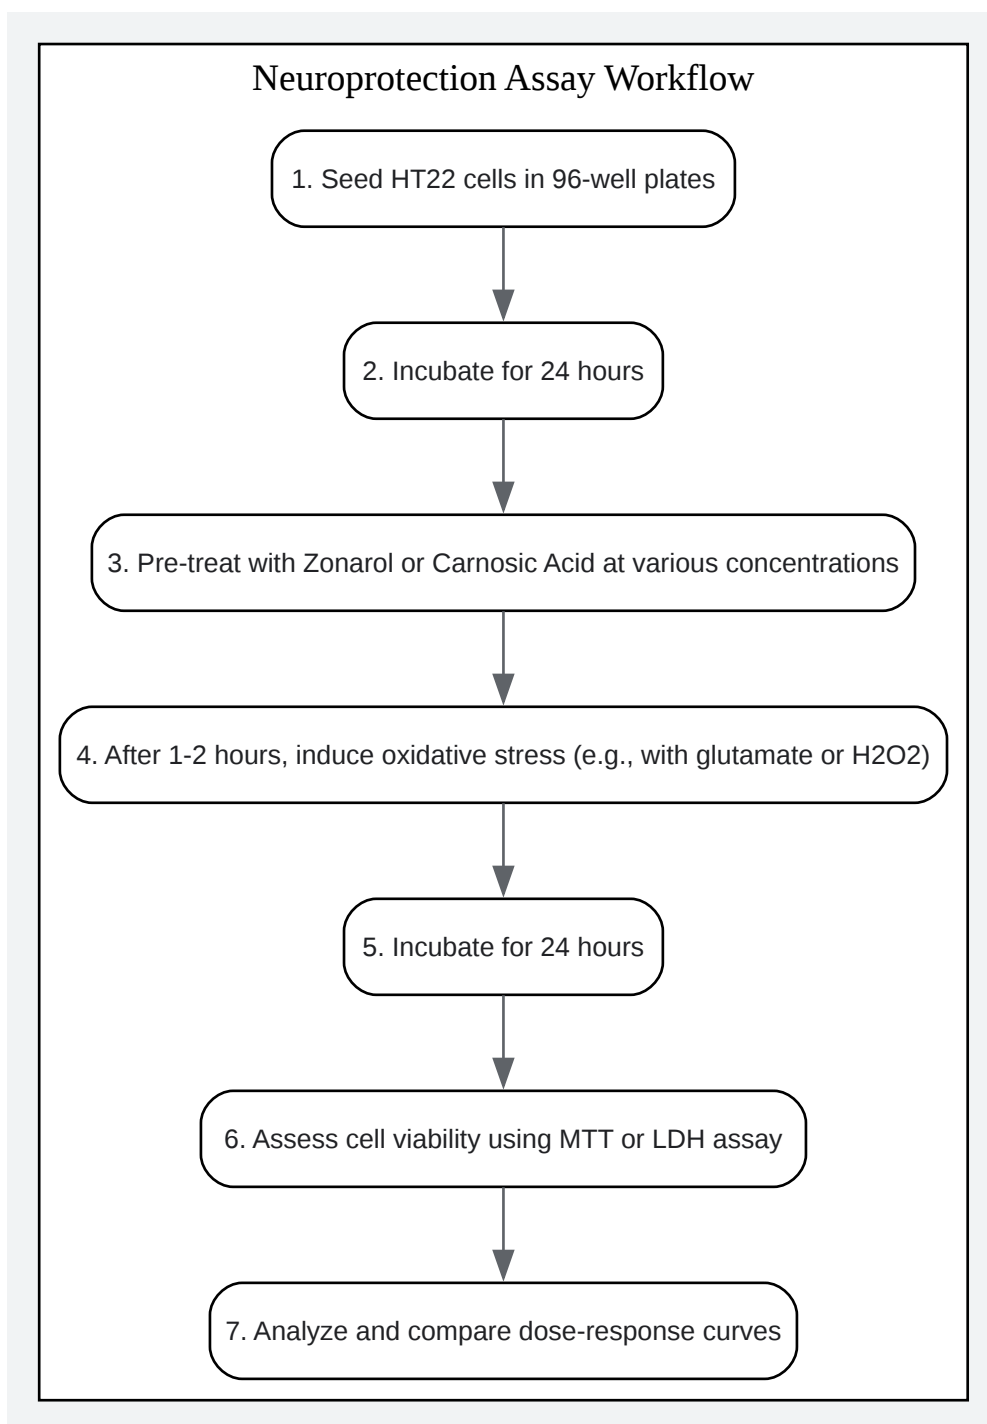 Neuroprotection Assay Workflow
1. Seed HT22 cells in 96-well plates
2. Incubate for 24 hours
3. Pre-treat with Zonarol or Carnosic Acid at various concentrations
4. After 1-2 hours, induce oxidative stress (e.g., with glutamate or H2O2)
5. Incubate for 24 hours
6. Assess cell viability using MTT or LDH assay
7. Analyze and compare dose-response curves